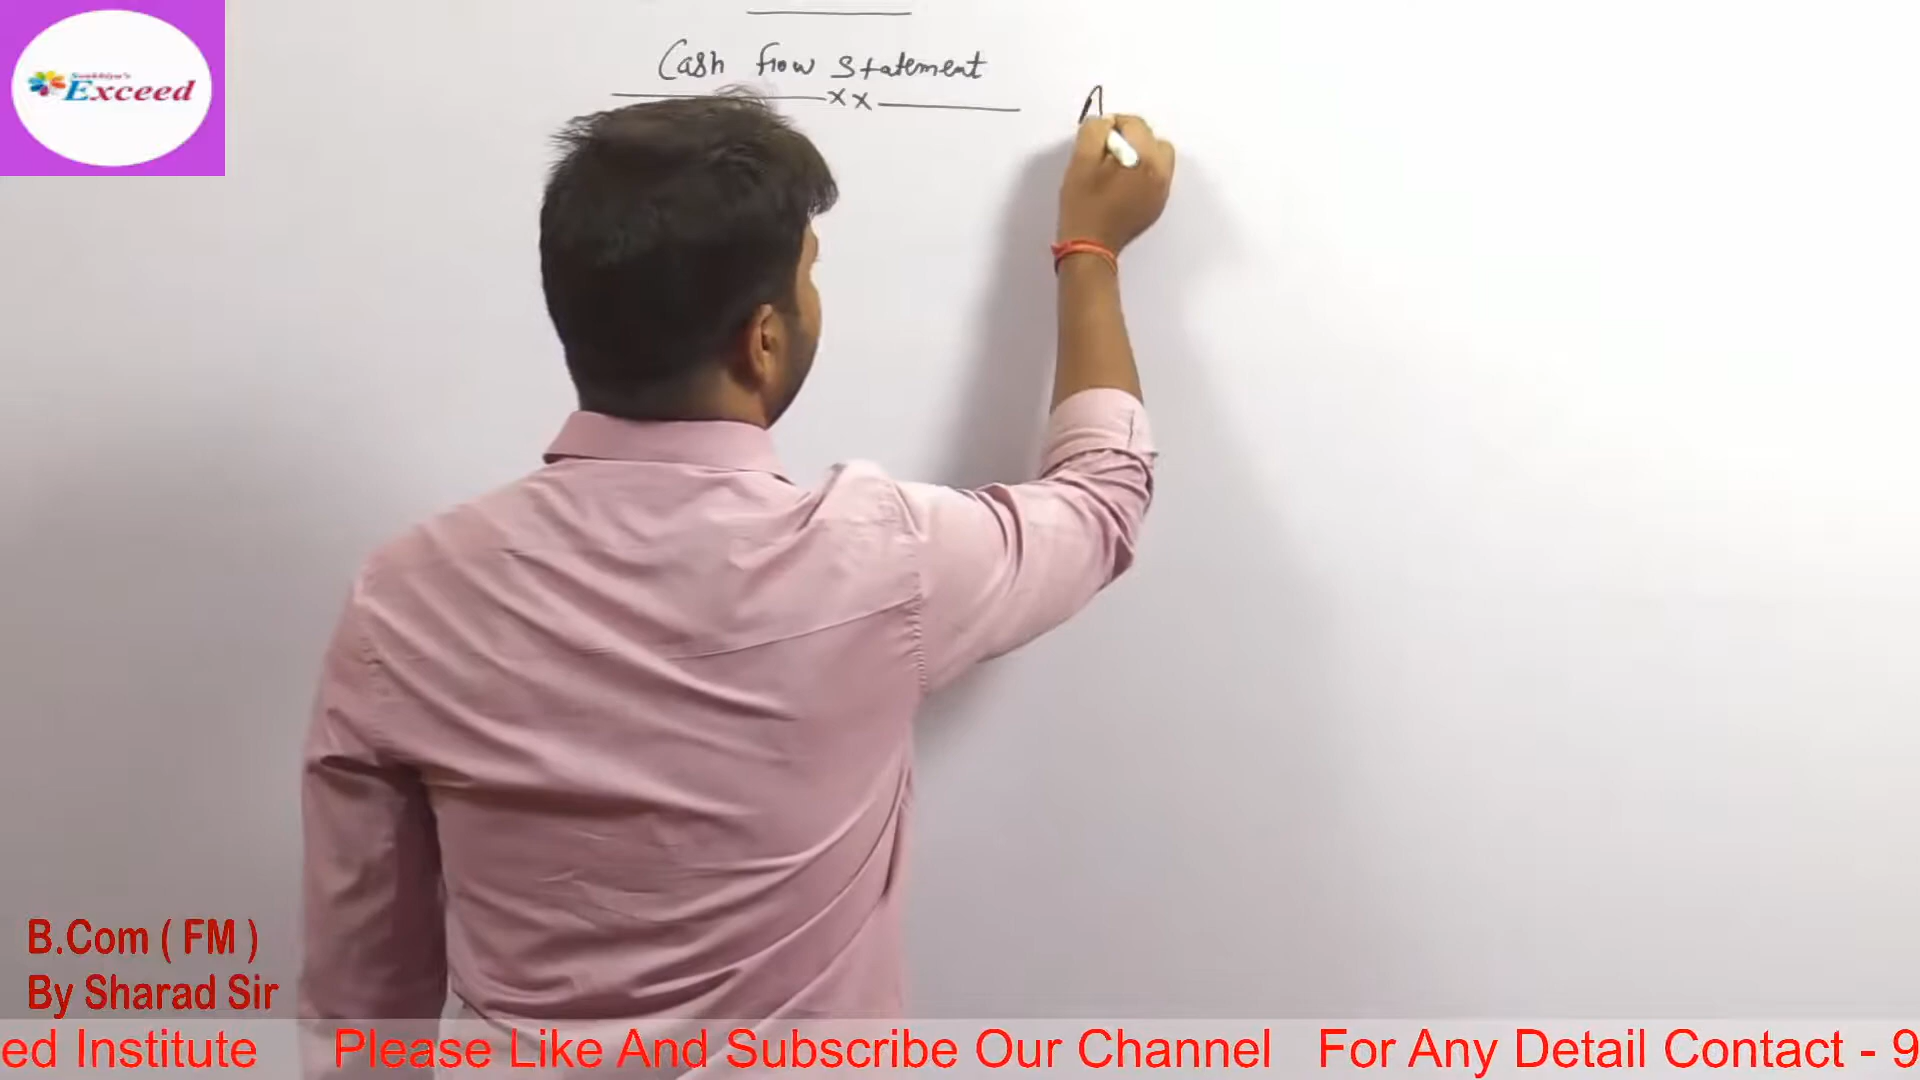 Exceed
Cash flow statement
x x
B.Com ( FM )
By Sharad Sir
ed Institute Please Like And Subscribe Our Channel For Any Detail Contact - 9